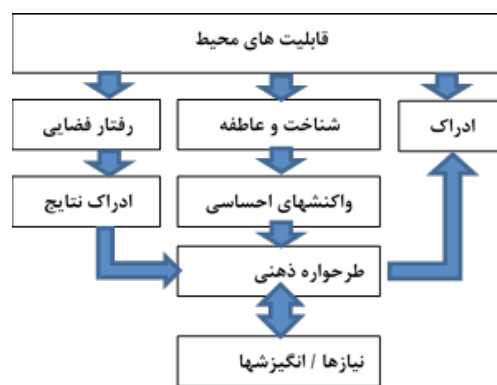 قابلیت های محیط
ادراک
شناخت و عاطفه
رفتار فضایی
واکنشهای احساسی
ادراک نتایج
طرحواره ذهنی
نیازها / انگیزشها